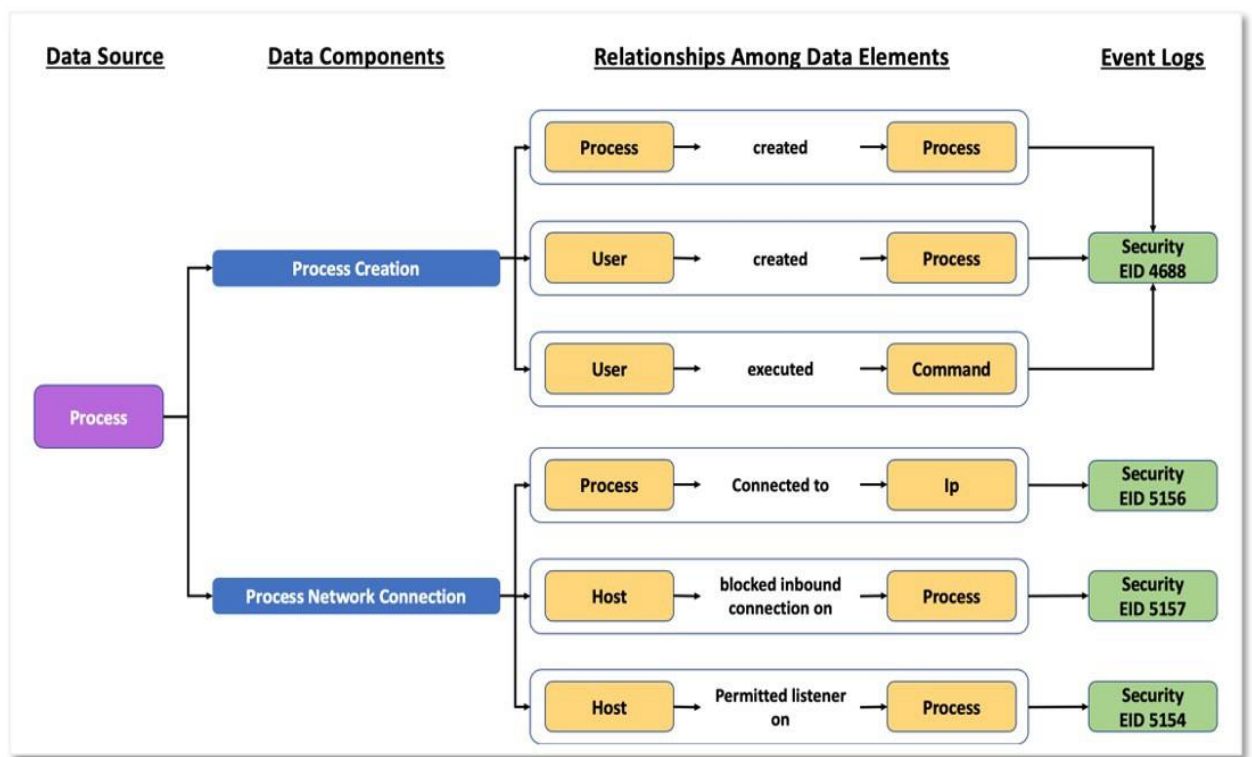 Data Source
Data Components
Relationships Among Data Elements
Event Logs
Process
created
Process
Process Creation
User
created
Process
Security
EID 4688
User
executed
Command
Process
Process
Connected to
Ip
Security
EID 5156
Process Network Connection
Host
blocked inbound
connection on
Process
Security
EID 5157
Host
Permitted listener
on
Process
Security
EID 5154